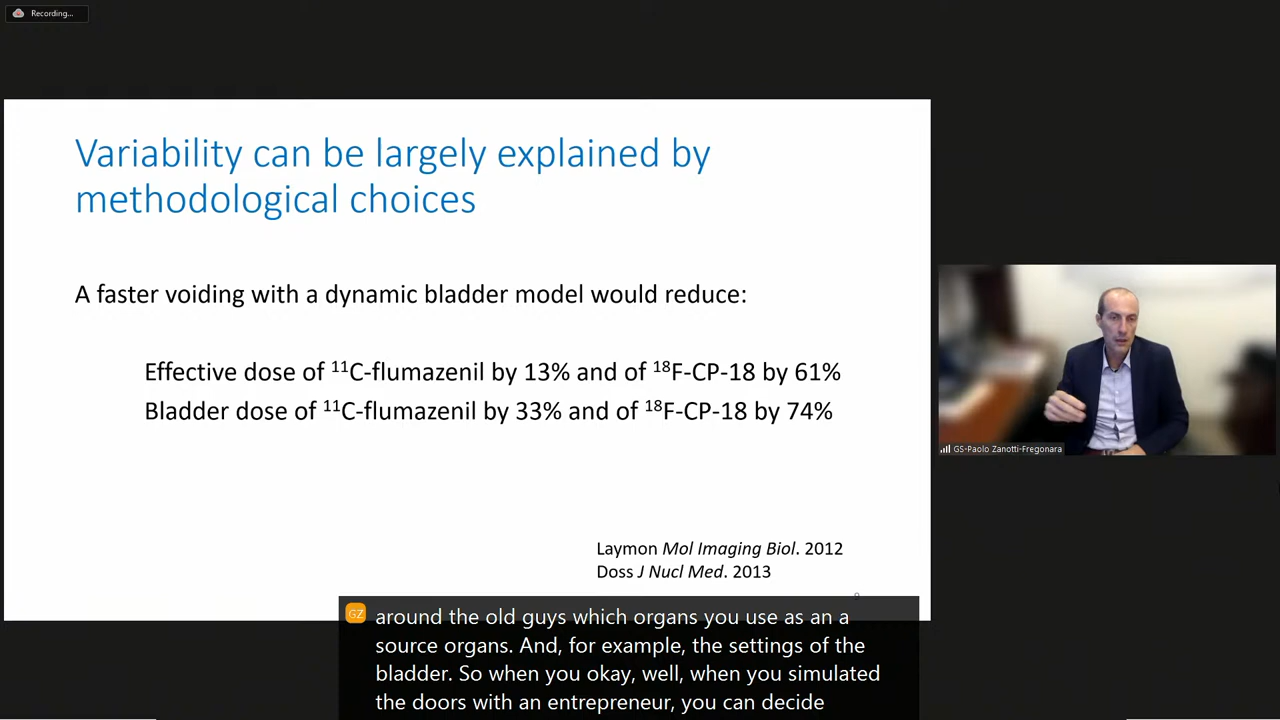 Recording...
Variability can be largely explained by
methodological choices
A faster voiding with a dynamic bladder model would reduce:
Effective dose of ¹¹C-flumazenil by 13% and of ¹⁸F-CP-18 by 61%
Bladder dose of ¹¹C-flumazenil by 33% and of ¹⁸F-CP-18 by 74%
Laymon Mol Imaging Biol. 2012
Doss J Nucl Med. 2013
GS-Paolo Zanotti-Fregonara
GZ
around the old guys which organs you use as an a
source organs. And, for example, the settings of the
bladder. So when you okay, well, when you simulated
the doors with an entrepreneur, you can decide